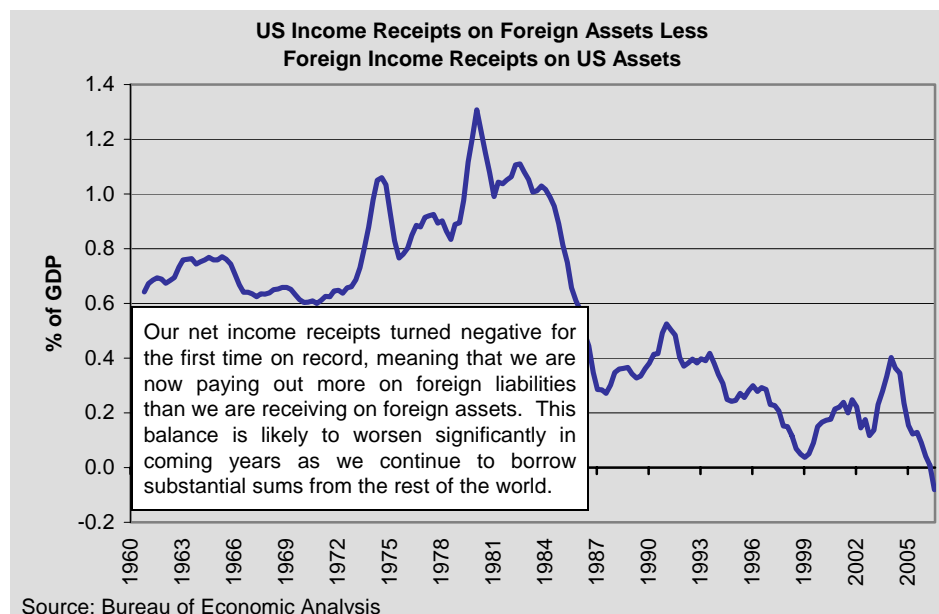 US Income Receipts on Foreign Assets Less
Foreign Income Receipts on US Assets
1.4
1.2
1.0
0.8
0.6
0.4
0.2
0.0
-0.2
% of GDP
Our net income receipts turned negative for
the first time on record, meaning that we are
now paying out more on foreign liabilities
than we are receiving on foreign assets. This
balance is likely to worsen significantly in
coming years as we continue to borrow
substantial sums from the rest of the world.
1960
1963
1966
1969
1972
1975
1978
1981
1984
1987
1990
1993
1996
1999
2002
2005
Source: Bureau of Economic Analysis